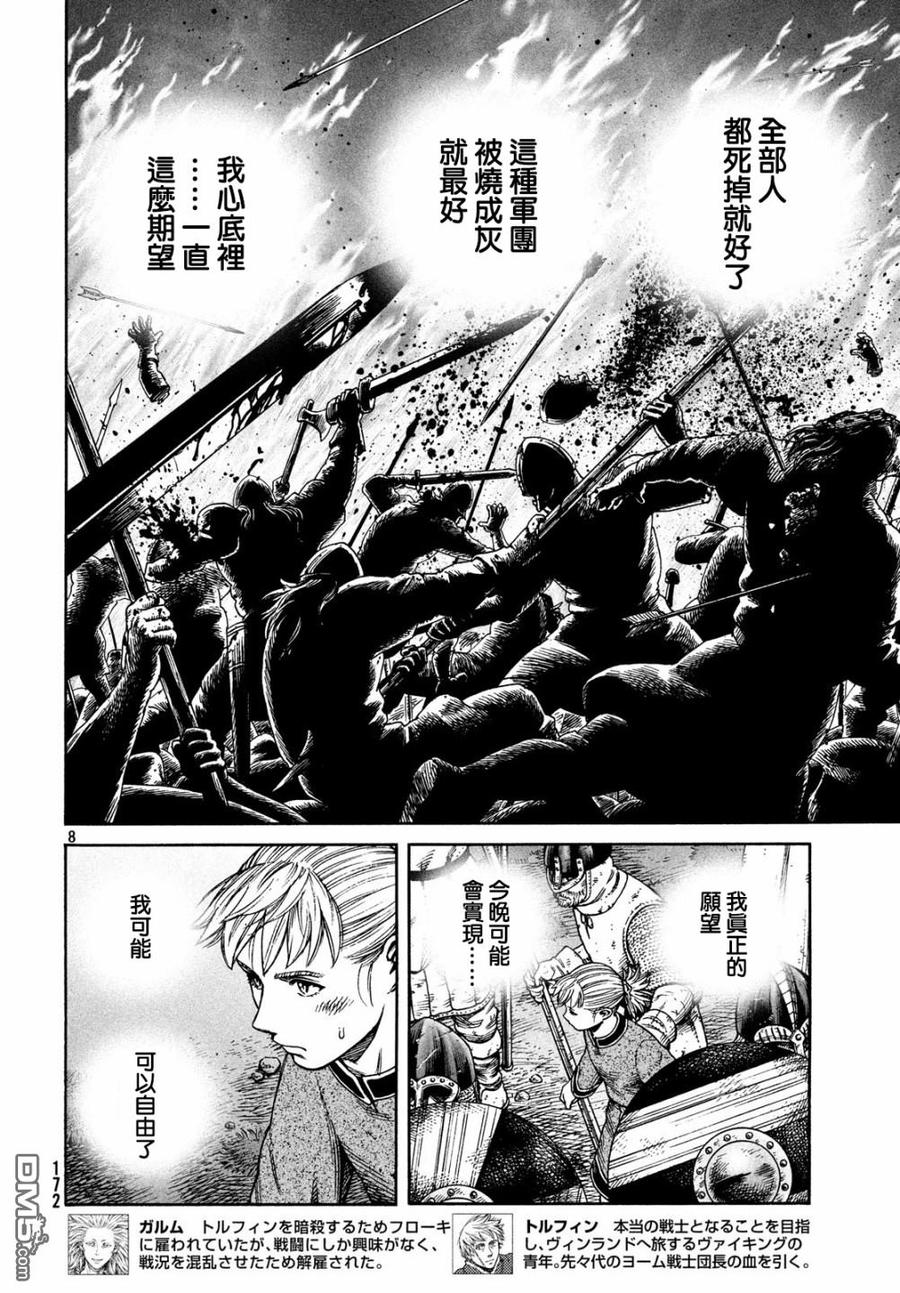 全部人
都死掉就好了
這種軍團
被燒成灰
就最好
我心底裡
……一直
這麼期望
8
我真正的
願望
今晚可能
會實現……
我可能
可以自由了
172
DM5.com
トルフィン 本当の戦士となることを目指
し、ヴィンランドへ旅するヴァイキングの
青年。先々代のヨーム戦士団長の血を引く。
ガルム トルフィンを暗殺するためフローキ
に雇われていたが、戦闘にしか興味がなく、
戦況を混乱させたため解雇された。